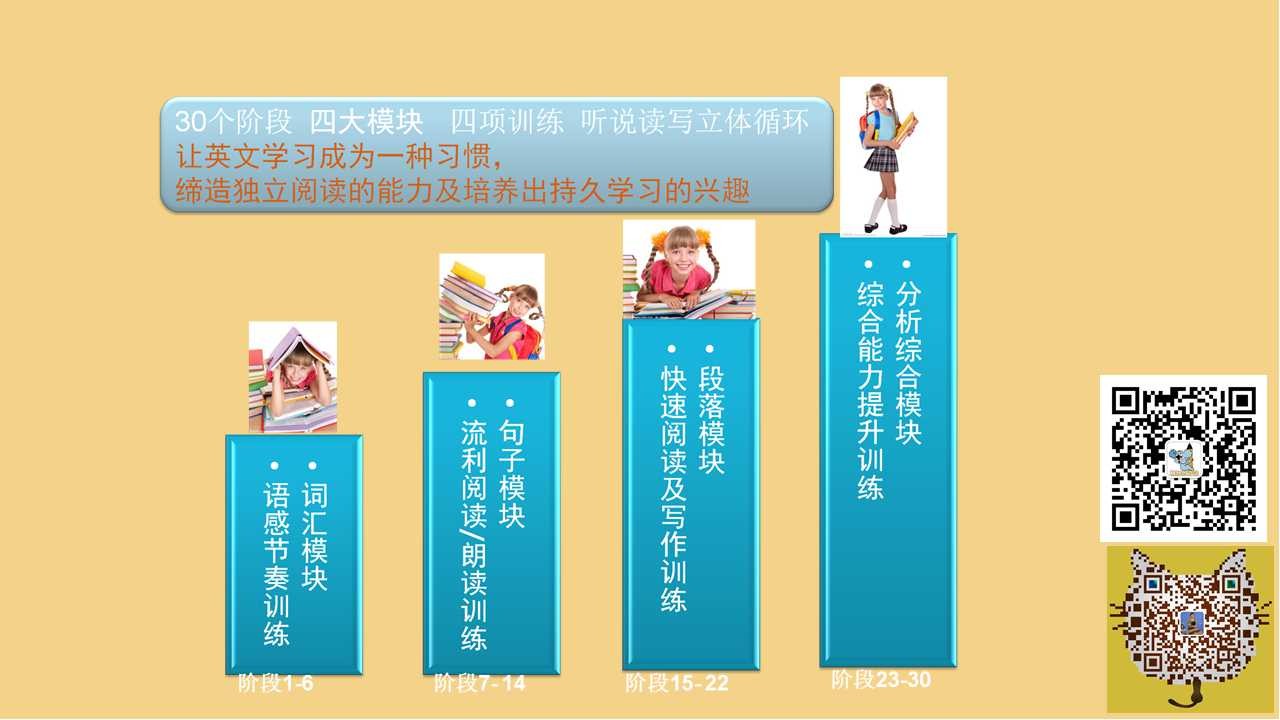 30个阶段 四大模块 四项训练 听说读写立体循环
让英文学习成为一种习惯，
缔造独立阅读的能力及培养出持久学习的兴趣
• 词汇模块
• 语感节奏训练
阶段1-6
• 句子模块
• 流利阅读/朗读训练
阶段7-14
• 段落模块
• 快速阅读及写作训练
阶段15-22
• 分析综合模块
• 综合能力提升训练
阶段23-30